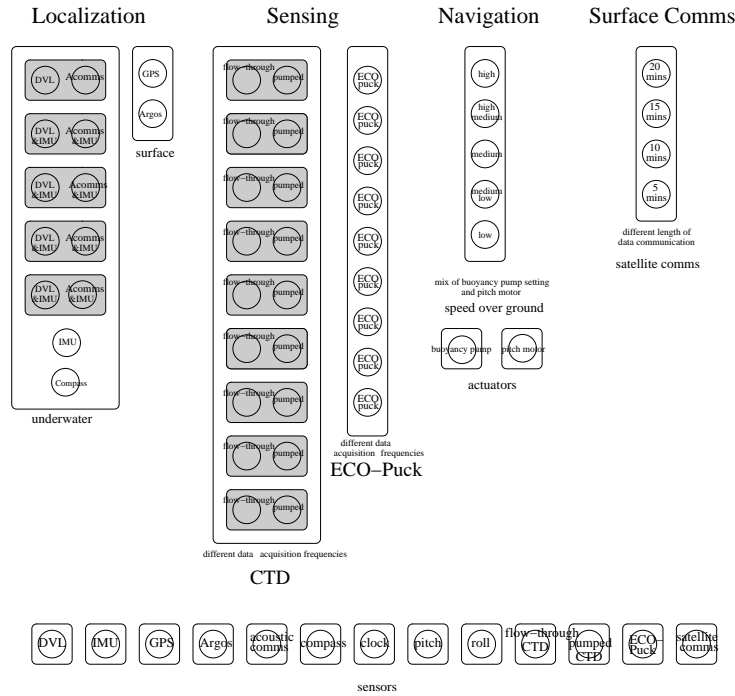 Localization
Sensing
Navigation
Surface Comms
DVL
Acomms
DVL
&IMU
Acomms
&IMU
DVL
&IMU
Acomms
&IMU
DVL
&IMU
Acomms
&IMU
DVL
&IMU
Acomms
&IMU
IMU
Compass
underwater
GPS
Argos
surface
flow−through
pumped
flow−through
pumped
flow−through
pumped
flow−through
pumped
flow−through
pumped
flow−through
pumped
flow−through
pumped
flow−through
pumped
flow−through
pumped
different data acquisition frequencies
CTD
ECO
puck
ECO
puck
ECO
puck
ECO
puck
ECO
puck
ECO
puck
ECO
puck
ECO
puck
ECO
puck
different data
acquisition frequencies
ECO−Puck
high
high
medium
medium
medium
low
low
mix of buoyancy pump setting
and pitch motor
speed over ground
buoyancy pump
pitch motor
actuators
20
mins
15
mins
10
mins
5
mins
different length of
data communication
satellite comms
DVL
IMU
GPS
Argos
acoustic
comms
compass
clock
pitch
roll
flow−through
CTD
pumped
CTD
ECO−
Puck
satellite
comms
sensors